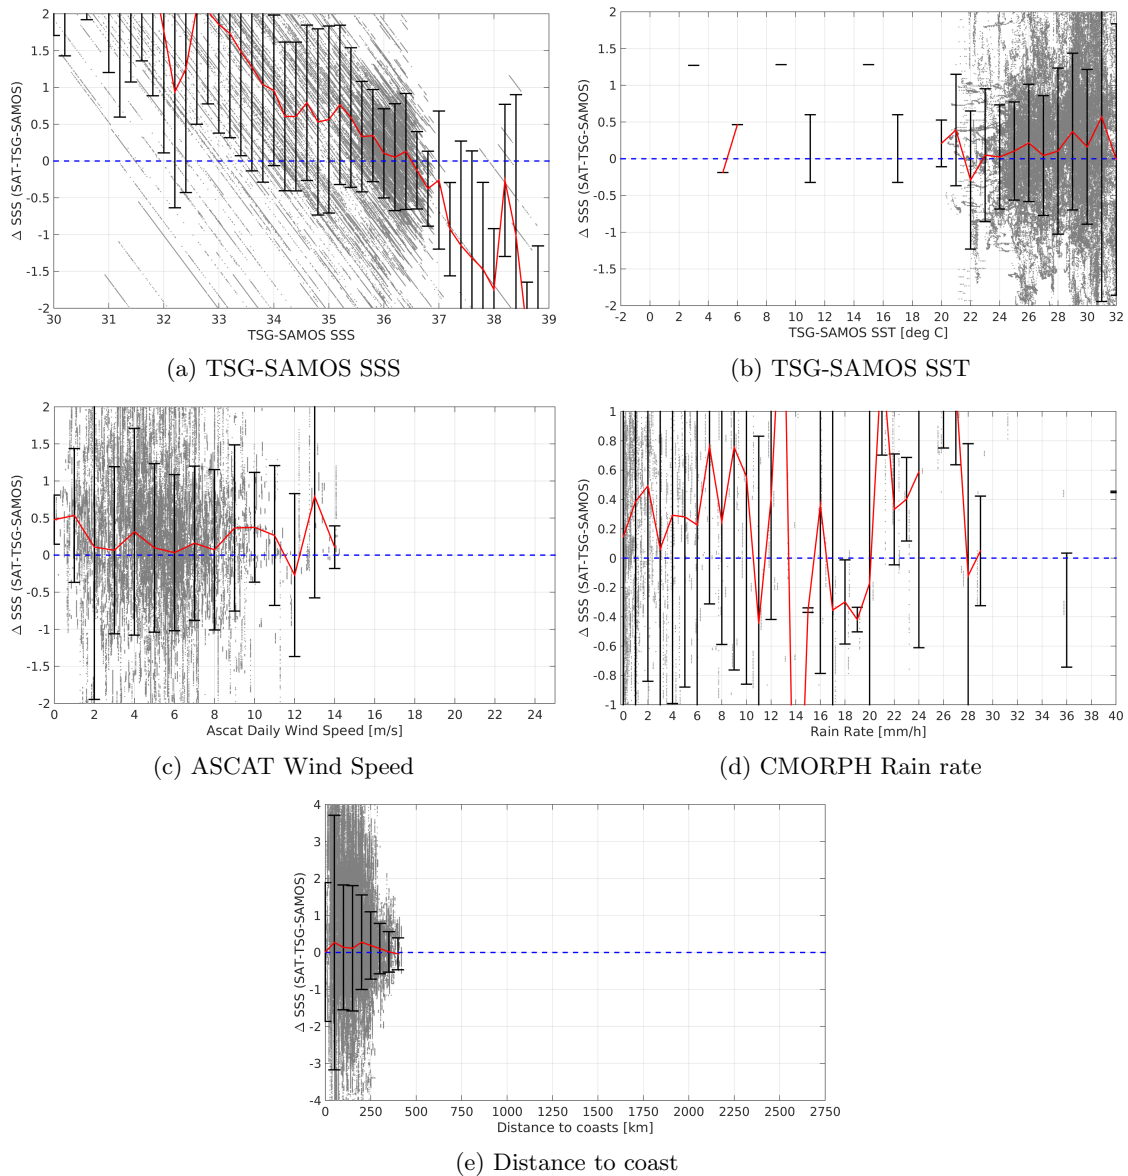 2
1.5
1
0.5
0
-0.5
-1
-1.5
-2
Δ SSS (SAT-TSG-SAMOS)
30 31 32 33 34 35 36 37 38 39
TSG-SAMOS SSS
(a) TSG-SAMOS SSS
2
1.5
1
0.5
0
-0.5
-1
-1.5
-2
Δ SSS (SAT-TSG-SAMOS)
-2 0 2 4 6 8 10 12 14 16 18 20 22 24 26 28 30 32
TSG-SAMOS SST [deg C]
(b) TSG-SAMOS SST
2
1.5
1
0.5
0
-0.5
-1
-1.5
-2
Δ SSS (SAT-TSG-SAMOS)
0 2 4 6 8 10 12 14 16 18 20 22 24
Ascat Daily Wind Speed [m/s]
(c) ASCAT Wind Speed
1
0.8
0.6
0.4
0.2
0
-0.2
-0.4
-0.6
-0.8
-1
Δ SSS (SAT-TSG-SAMOS)
0 2 4 6 8 10 12 14 16 18 20 22 24 26 28 30 32 34 36 38 40
Rain Rate [mm/h]
(d) CMORPH Rain rate
4
3
2
1
0
-1
-2
-3
-4
Δ SSS (SAT-TSG-SAMOS)
0 250 500 750 1000 1250 1500 1750 2000 2250 2500 2750
Distance to coasts [km]
(e) Distance to coast